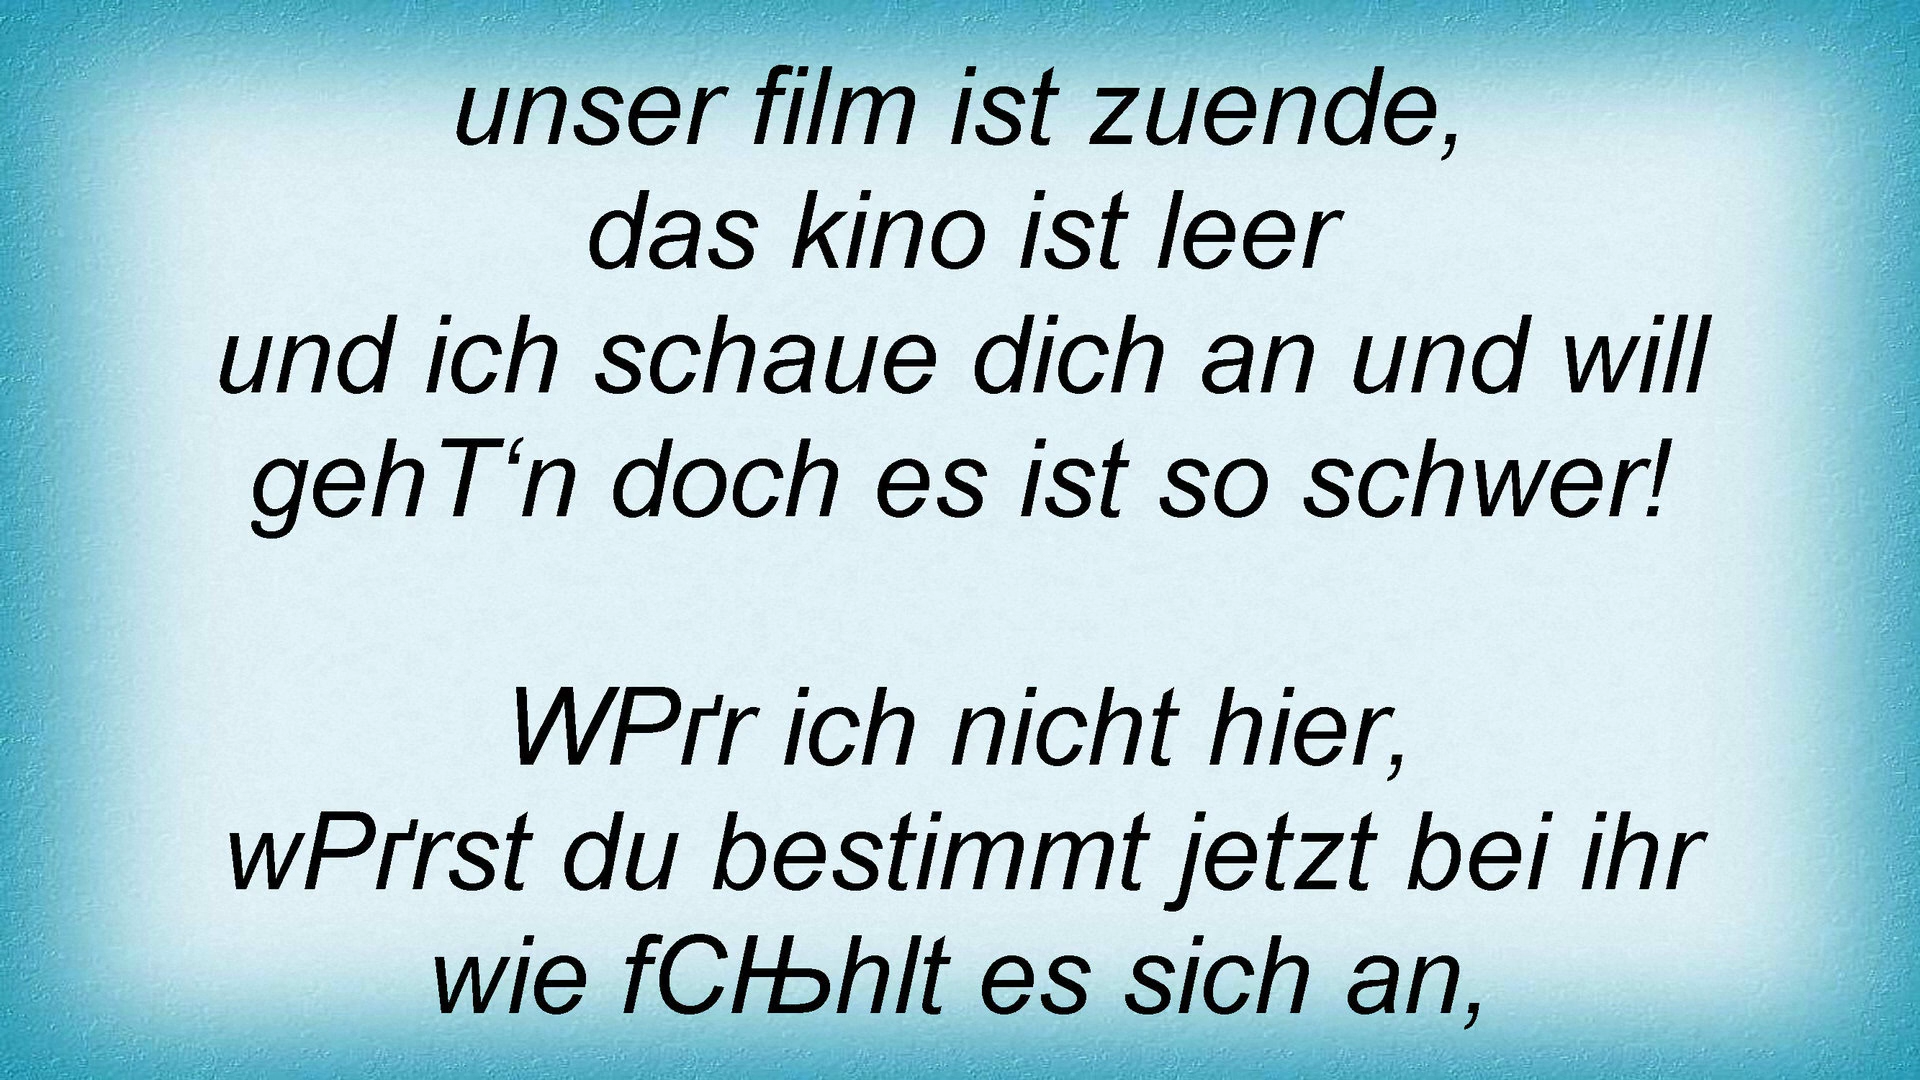 unser film ist zuende,
das kino ist leer
und ich schaue dich an und will
gehT‘n doch es ist so schwer!
WPґr ich nicht hier,
wPґrst du bestimmt jetzt bei ihr
wie fCЊhlt es sich an,